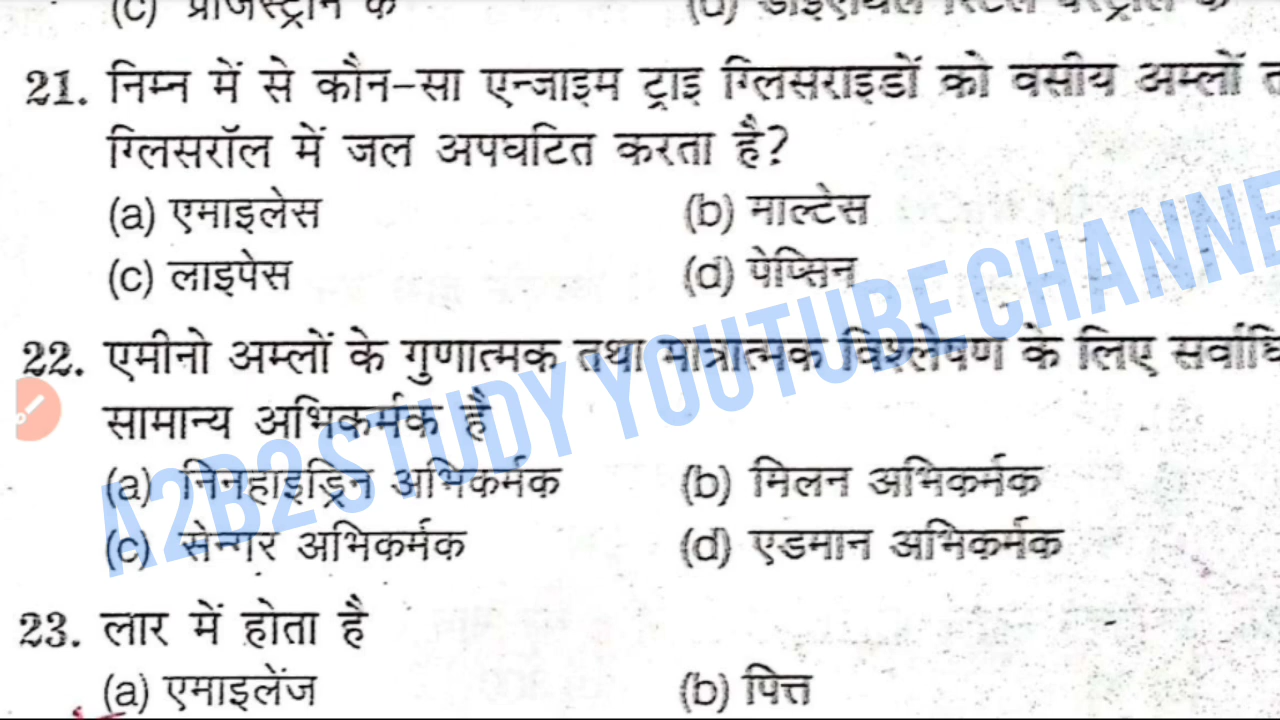 21. निम्न में से कौन-सा एन्जाइम ट्राइ ग्लिसराइडों को वसीय अम्लों
ग्लिसरॉल में जल अपघटित करता है?
(a) एमाइलेस (b) माल्टेस
(c) लाइपेस (d) पेप्सिन
22. एमीनो अम्लों के गुणात्मक तथा मात्रात्मक विश्लेषण के लिए
सामान्य अभिकर्मक है
(a) निनहाइड्रिन अभिकर्मक (b) मिलन अभिकर्मक
(c) सेन्गर अभिकर्मक (d) एडमान अभिकर्मक
23. लार में होता है
(a) एमाइलेंज (b) पित्त
A2B2 STUDY YOUTUBE CHANNE